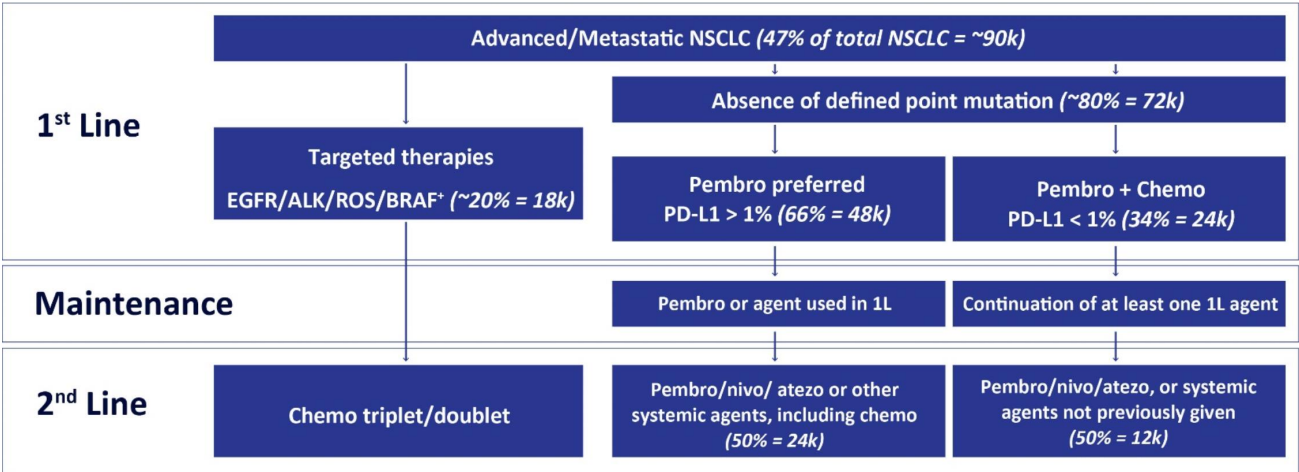 Advanced/Metastatic NSCLC (47% of total NSCLC = ~90k)
1st Line
Absence of defined point mutation (~80% = 72k)
Targeted therapies
EGFR/ALK/ROS/BRAF+ (~20% = 18k)
Pembro preferred
PD-L1 > 1% (66% = 48k)
Pembro + Chemo
PD-L1 < 1% (34% = 24k)
Maintenance
Pembro or agent used in 1L
Continuation of at least one 1L agent
2nd Line
Chemo triplet/doublet
Pembro/nivo/ atezo or other
systemic agents, including chemo
(50% = 24k)
Pembro/nivo/atezo, or systemic
agents not previously given
(50% = 12k)